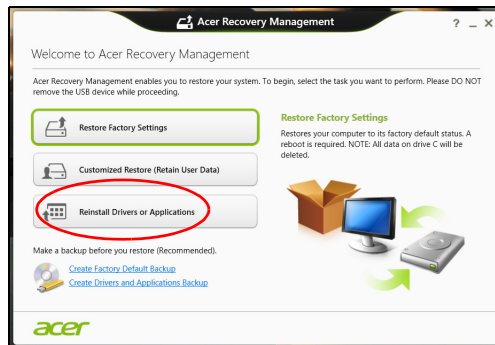 Acer Recovery Management
? _ X
Welcome to Acer Recovery Management
Acer Recovery Management enables you to restore your system. To begin, select the task you want to perform. Please DO NOT
remove the USB device while proceeding.
Restore Factory Settings
Customized Restore (Retain User Data)
Reinstall Drivers or Applications
Restore Factory Settings
Restores your computer to its factory default status. A
reboot is required. NOTE: All data on drive C will be
deleted.
Make a backup before you restore (Recommended).
Create Factory Default Backup
Create Drivers and Applications Backup
acer